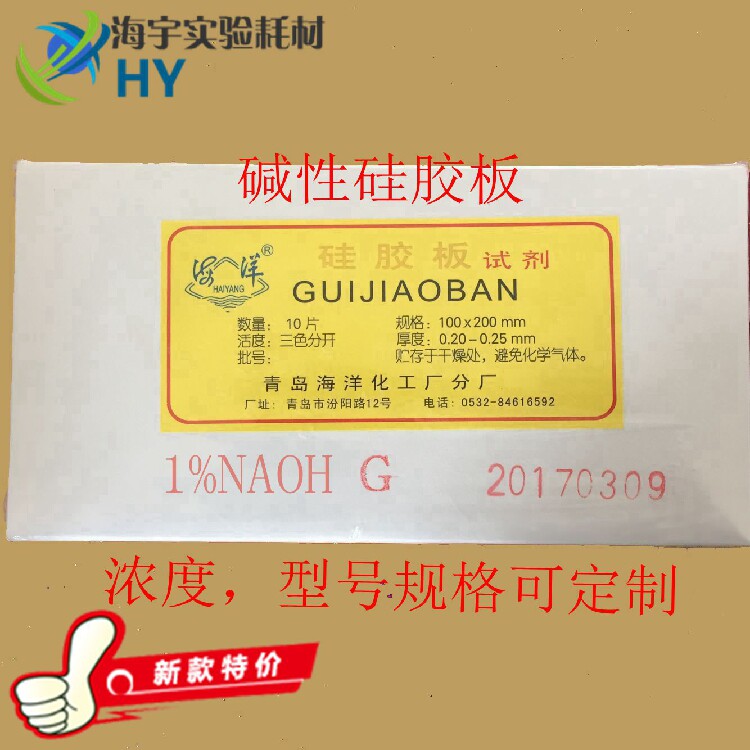 海宇实验耗材
HY
碱性硅胶板
海洋®
HAIYANG
硅胶板试剂
GUIJIAOBAN
数量: 10片 规格: 100x200mm
活度: 三色分开 厚度: 0.20-0.25mm
批号: 贮存于干燥处, 避免化学气体。
青岛海洋化工厂分厂
厂址: 青岛市汾阳路12号 电话: 0532-84616592
1%NAOH G 20170309
浓度, 型号规格可定制
新款特价